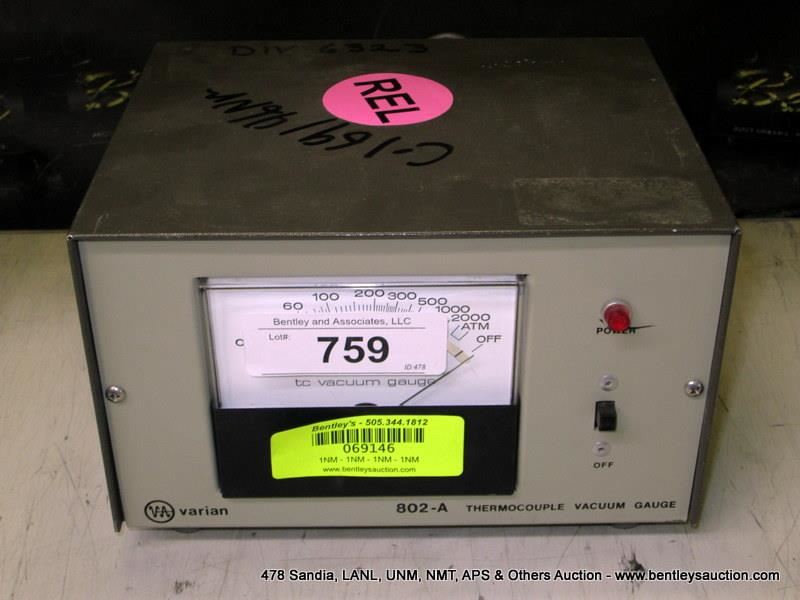 DIV 6323
REL
60 100 200 300 500 1000 2000
ATM
OFF
Bentley and Associates, LLC
Lot#:
759
ID:478
tc vacuum gauge
POWER
OFF
Bentley's - 505.344.1812
069146
1NM - 1NM - 1NM - 1NM
www.bentleysauction.com
varian
802-A THERMOCOUPLE VACUUM GAUGE
478 Sandia, LANL, UNM, NMT, APS & Others Auction - www.bentleysauction.com